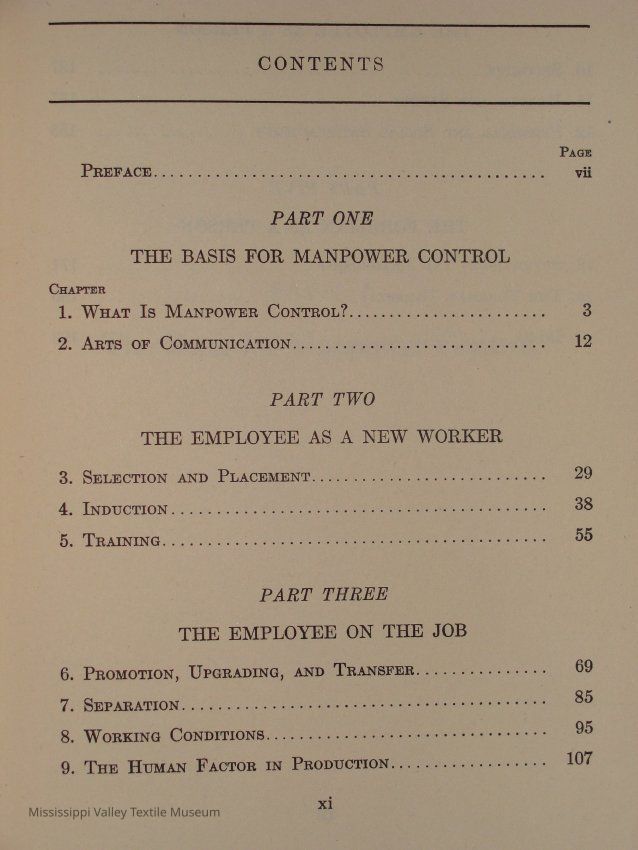 CONTENTS
PAGE
PREFACE............................................ vii
PART ONE
THE BASIS FOR MANPOWER CONTROL
CHAPTER
1. WHAT IS MANPOWER CONTROL?......................... 3
2. ARTS OF COMMUNICATION............................. 12
PART TWO
THE EMPLOYEE AS A NEW WORKER
3. SELECTION AND PLACEMENT........................... 29
4. INDUCTION......................................... 38
5. TRAINING.......................................... 55
PART THREE
THE EMPLOYEE ON THE JOB
6. PROMOTION, UPGRADING, AND TRANSFER................ 69
7. SEPARATION........................................ 85
8. WORKING CONDITIONS................................ 95
9. THE HUMAN FACTOR IN PRODUCTION.................... 107
xi
Mississippi Valley Textile Museum